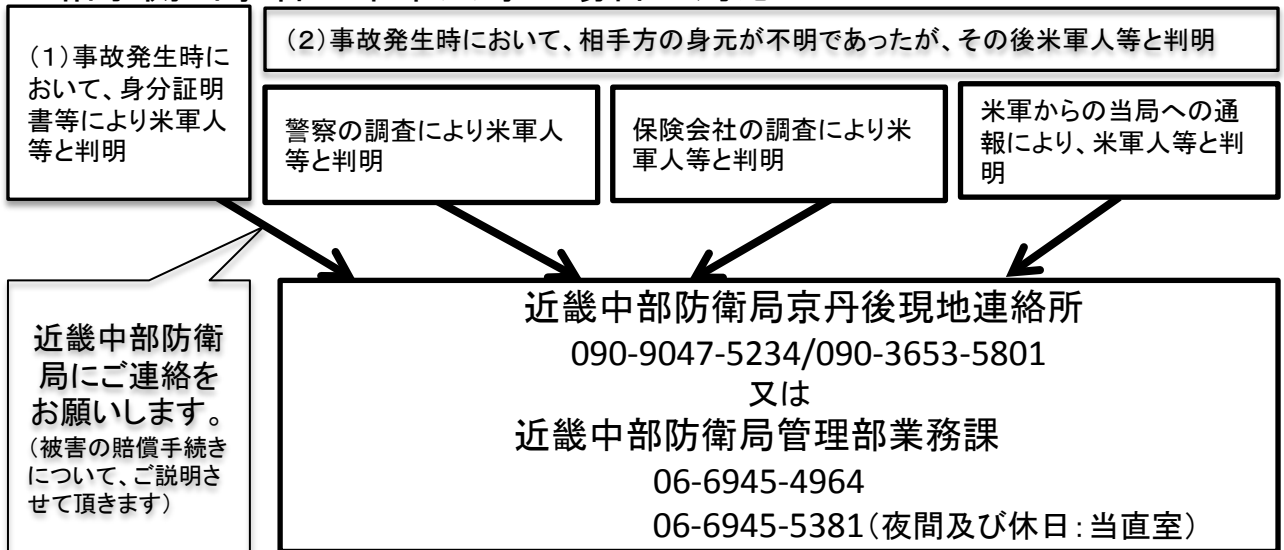 (1)事故発生時に
おいて、身分証明
書等により米軍人
等と判明
(2)事故発生時において、相手方の身元が不明であったが、その後米軍人等と判明
警察の調査により米軍人
等と判明
保険会社の調査により米
軍人等と判明
米軍からの当局への通
報により、米軍人等と判
明
近畿中部防衛
局にご連絡を
お願いします。
(被害の賠償手続き
について、ご説明さ
せて頂きます)
近畿中部防衛局京丹後現地連絡所
090-9047-5234/090-3653-5801
又は
近畿中部防衛局管理部業務課
06-6945-4964
06-6945-5381(夜間及び休日:当直室)